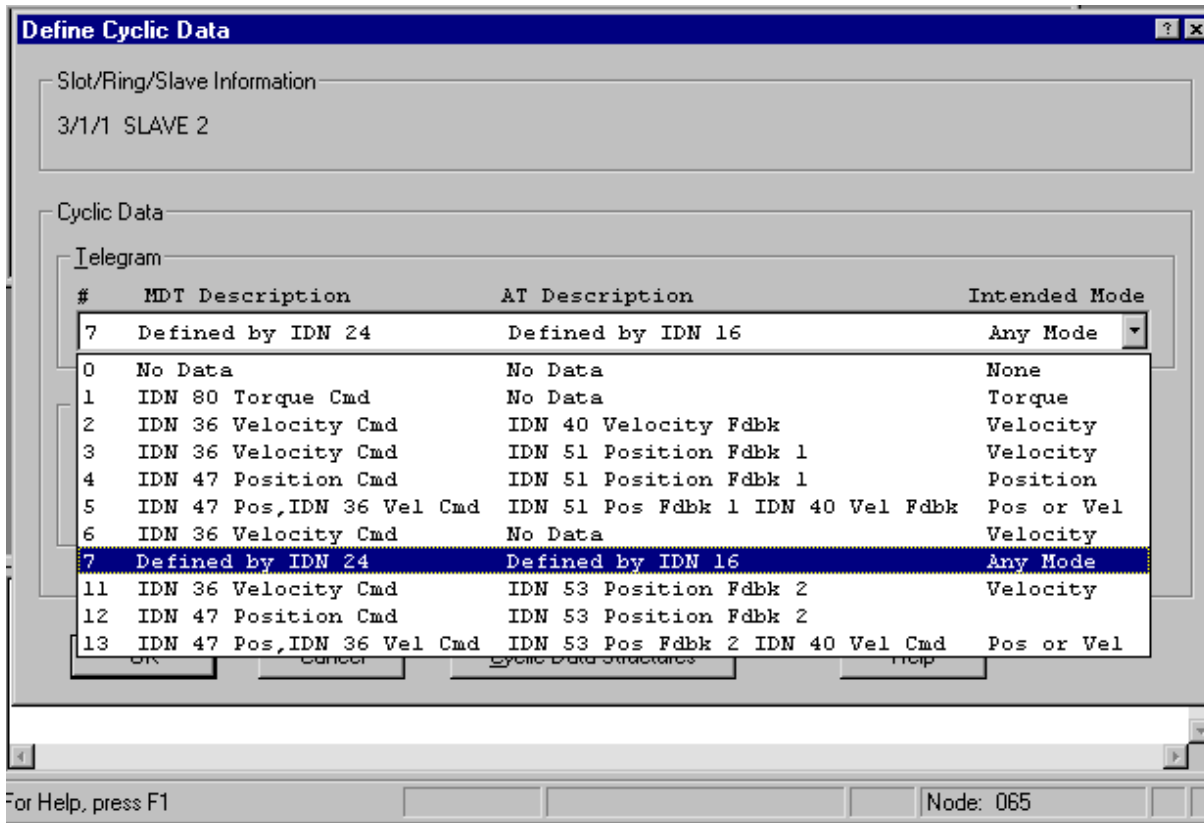 Define Cyclic Data
Slot/Ring/Slave Information
3/1/1 SLAVE 2
Cyclic Data
Telegram
# MDT Description AT Description Intended Mode
7 Defined by IDN 24 Defined by IDN 16 Any Mode
0 No Data No Data None
1 IDN 80 Torque Cmd No Data Torque
2 IDN 36 Velocity Cmd IDN 40 Velocity Fdbk Velocity
3 IDN 36 Velocity Cmd IDN 51 Position Fdbk 1 Velocity
4 IDN 47 Position Cmd IDN 51 Position Fdbk 1 Position
5 IDN 47 Pos,IDN 36 Vel Cmd IDN 51 Pos Fdbk 1 IDN 40 Vel Fdbk Pos or Vel
6 IDN 36 Velocity Cmd No Data Velocity
7 Defined by IDN 24 Defined by IDN 16 Any Mode
11 IDN 36 Velocity Cmd IDN 53 Position Fdbk 2 Velocity
12 IDN 47 Position Cmd IDN 53 Position Fdbk 2
13 IDN 47 Pos,IDN 36 Vel Cmd IDN 53 Pos Fdbk 2 IDN 40 Vel Cmd Pos or Vel
OK Cancel Cyclic Data Structures Help
For Help, press F1 Node: 065